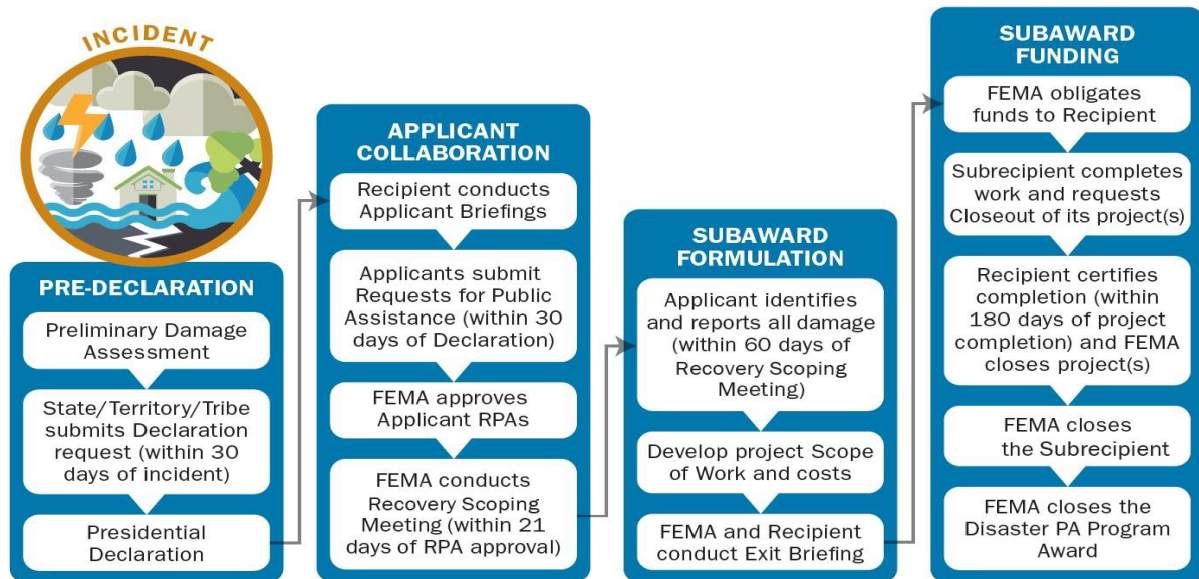 INCIDENT
PRE-DECLARATION
Preliminary Damage
Assessment
State/Territory/Tribe
submits Declaration
request (within 30
days of incident)
Presidential
Declaration
APPLICANT
COLLABORATION
Recipient conducts
Applicant Briefings
Applicants submit
Requests for Public
Assistance (within 30
days of Declaration)
FEMA approves
Applicant RPAs
FEMA conducts
Recovery Scoping
Meeting (within 21
days of RPA approval)
SUBAWARD
FORMULATION
Applicant identifies
and reports all damage
(within 60 days of
Recovery Scoping
Meeting)
Develop project Scope
of Work and costs
FEMA and Recipient
conduct Exit Briefing
SUBAWARD
FUNDING
FEMA obligates
funds to Recipient
Subrecipient completes
work and requests
Closeout of its project(s)
Recipient certifies
completion (within
180 days of project
completion) and FEMA
closes project(s)
FEMA closes
the Subrecipient
FEMA closes the
Disaster PA Program
Award